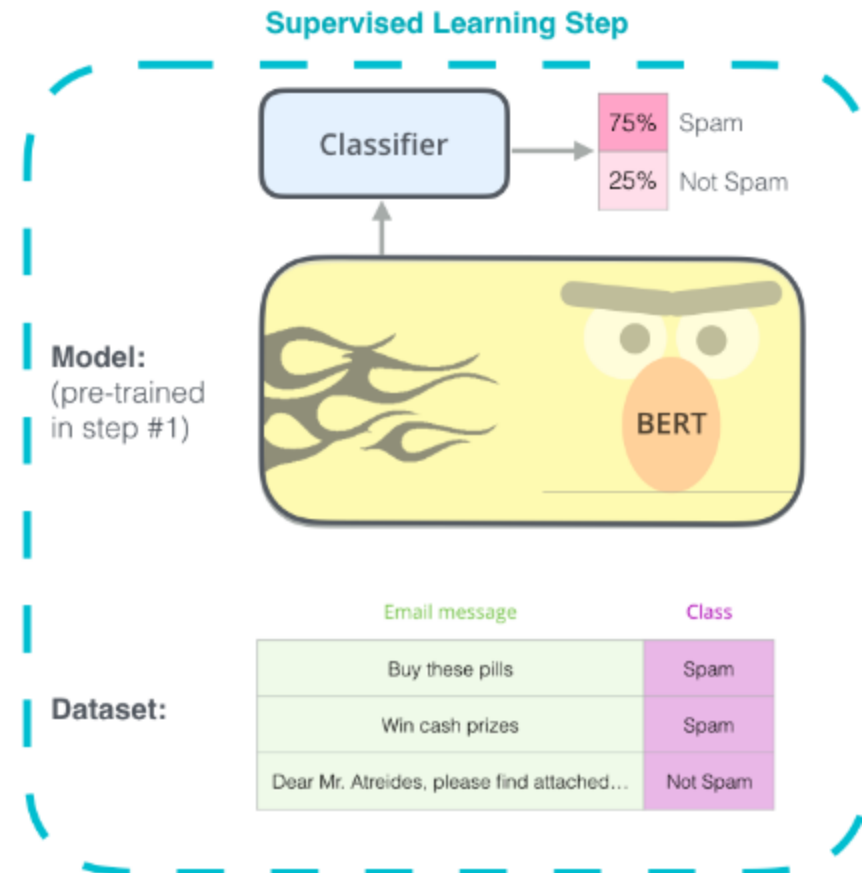 Supervised Learning Step
Classifier
75% Spam
25% Not Spam
Model:
(pre-trained
in step #1)
BERT
Email message Class
Dataset:
Buy these pills Spam
Win cash prizes Spam
Dear Mr. Atreides, please find attached... Not Spam